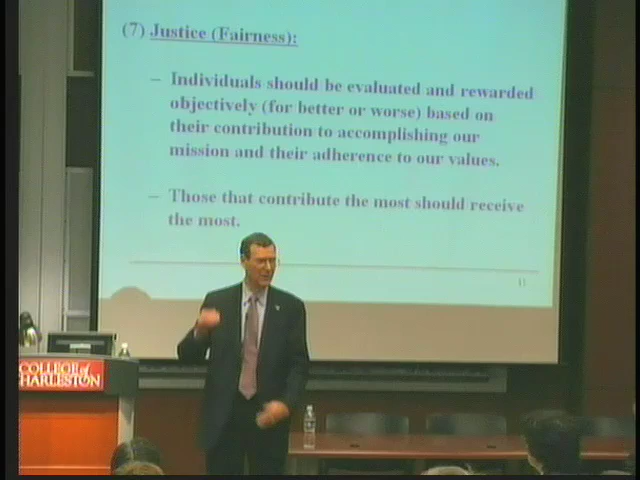 (7) Justice (Fairness):
– Individuals should be evaluated and rewarded
objectively (for better or worse) based on
their contribution to accomplishing our
mission and their adherence to our values.
– Those that contribute the most should receive
the most.
11
COLLEGE of
HARLESTON